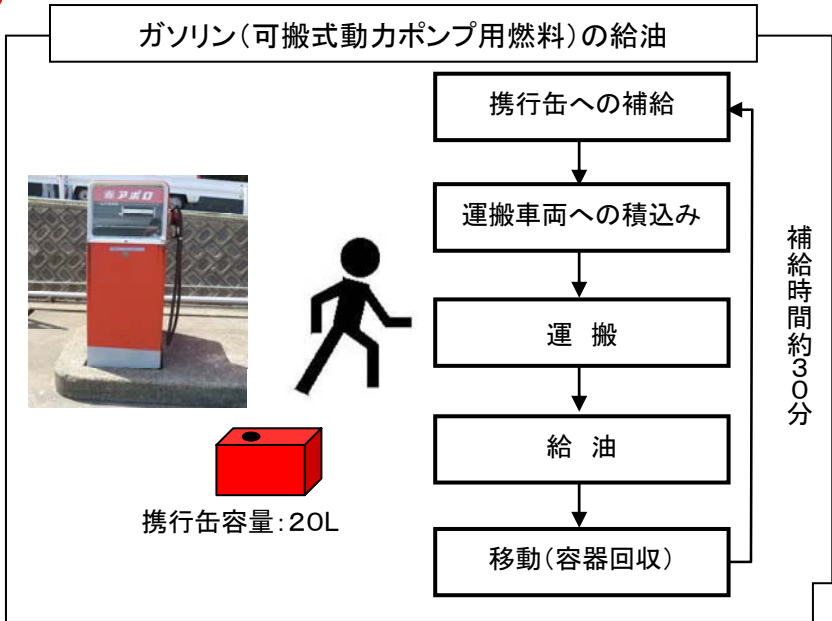 ガソリン(可搬式動力ポンプ用燃料)の給油
携行缶への補給
運搬車両への積込み
運 搬
給 油
移動(容器回収)
補給時間約30分
アポロ
携行缶容量:20L